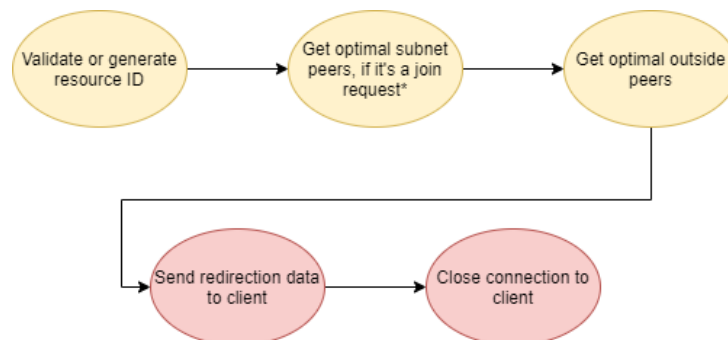 Validate or generate
resource ID
Get optimal subnet
peers, if it's a join
request*
Get optimal outside
peers
Send redirection data
to client
Close connection to
client